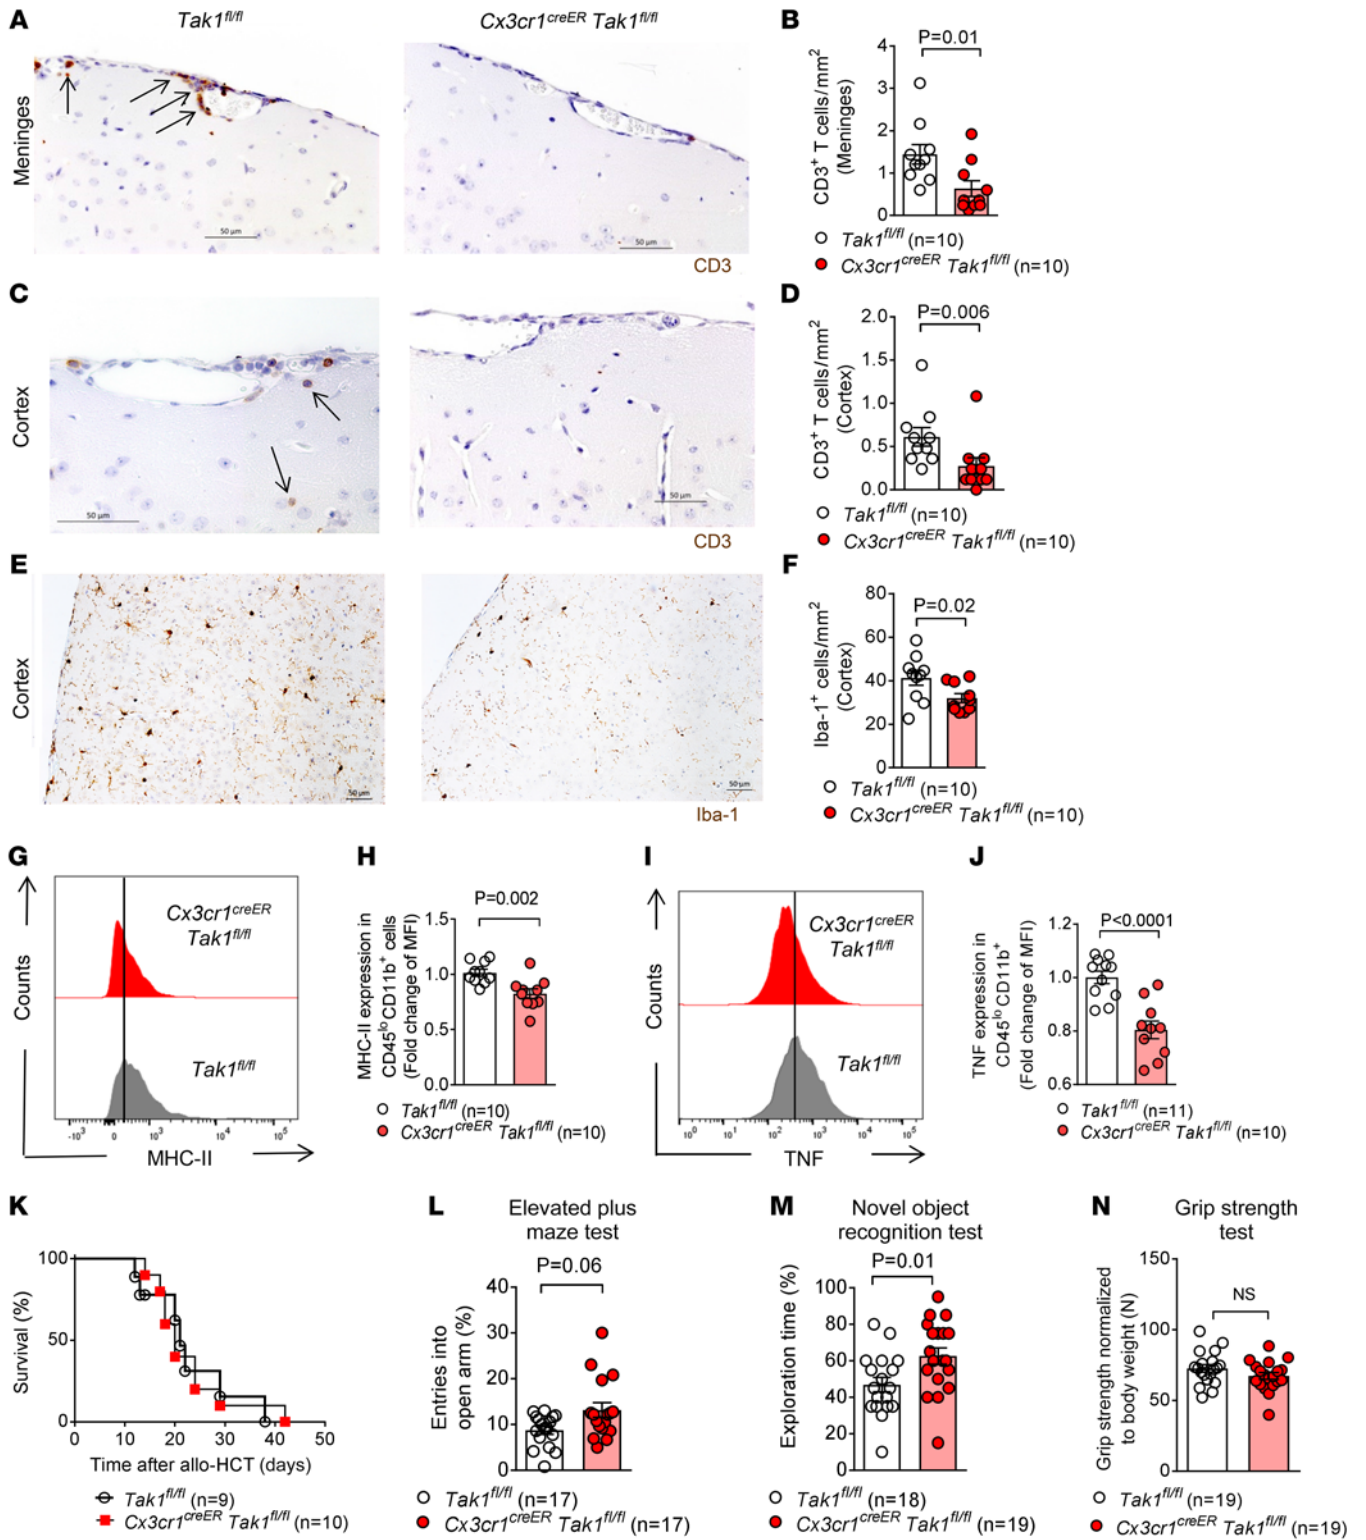 A
Tak1fl/fl
Cx3cr1creER Tak1fl/fl
Meninges
50 µm
50 µm
CD3
B
P=0.01
CD3+ T cells/mm2
(Meninges)
4
3
2
1
0
Tak1fl/fl (n=10)
Cx3cr1creER Tak1fl/fl (n=10)
C
Cortex
50 µm
50 µm
CD3
D
P=0.006
CD3+ T cells/mm2
(Cortex)
2.0
1.5
1.0
0.5
0.0
Tak1fl/fl (n=10)
Cx3cr1creER Tak1fl/fl (n=10)
E
Cortex
50 µm
50 µm
Iba-1
F
P=0.02
Iba-1+ cells/mm2
(Cortex)
80
60
40
20
0
Tak1fl/fl (n=10)
Cx3cr1creER Tak1fl/fl (n=10)
G
Counts
Cx3cr1creER
Tak1fl/fl
Tak1fl/fl
-103 0 103 104 105
MHC-II
H
P=0.002
MHC-II expression in
CD45lo CD11b+ cells
(Fold change of MFI)
1.5
1.0
0.5
0.0
Tak1fl/fl (n=10)
Cx3cr1creER Tak1fl/fl (n=10)
I
Counts
Cx3cr1creER
Tak1fl/fl
Tak1fl/fl
100 101 102 103 104 105
TNF
J
P<0.0001
TNF expression in
CD45lo CD11b+
(Fold change of MFI)
1.2
1.0
0.8
0.6
Tak1fl/fl (n=11)
Cx3cr1creER Tak1fl/fl (n=10)
K
Survival (%)
100
50
0
0 10 20 30 40 50
Time after allo-HCT (days)
Tak1fl/fl (n=9)
Cx3cr1creER Tak1fl/fl (n=10)
L
Elevated plus
maze test
P=0.06
Entries into
open arm (%)
40
30
20
10
0
Tak1fl/fl (n=17)
Cx3cr1creER Tak1fl/fl (n=17)
M
Novel object
recognition test
P=0.01
Exploration time (%)
100
80
60
40
20
0
Tak1fl/fl (n=18)
Cx3cr1creER Tak1fl/fl (n=19)
N
Grip strength
test
NS
Grip strength normalized
to body weight (N)
150
100
50
0
Tak1fl/fl (n=19)
Cx3cr1creER Tak1fl/fl (n=19)